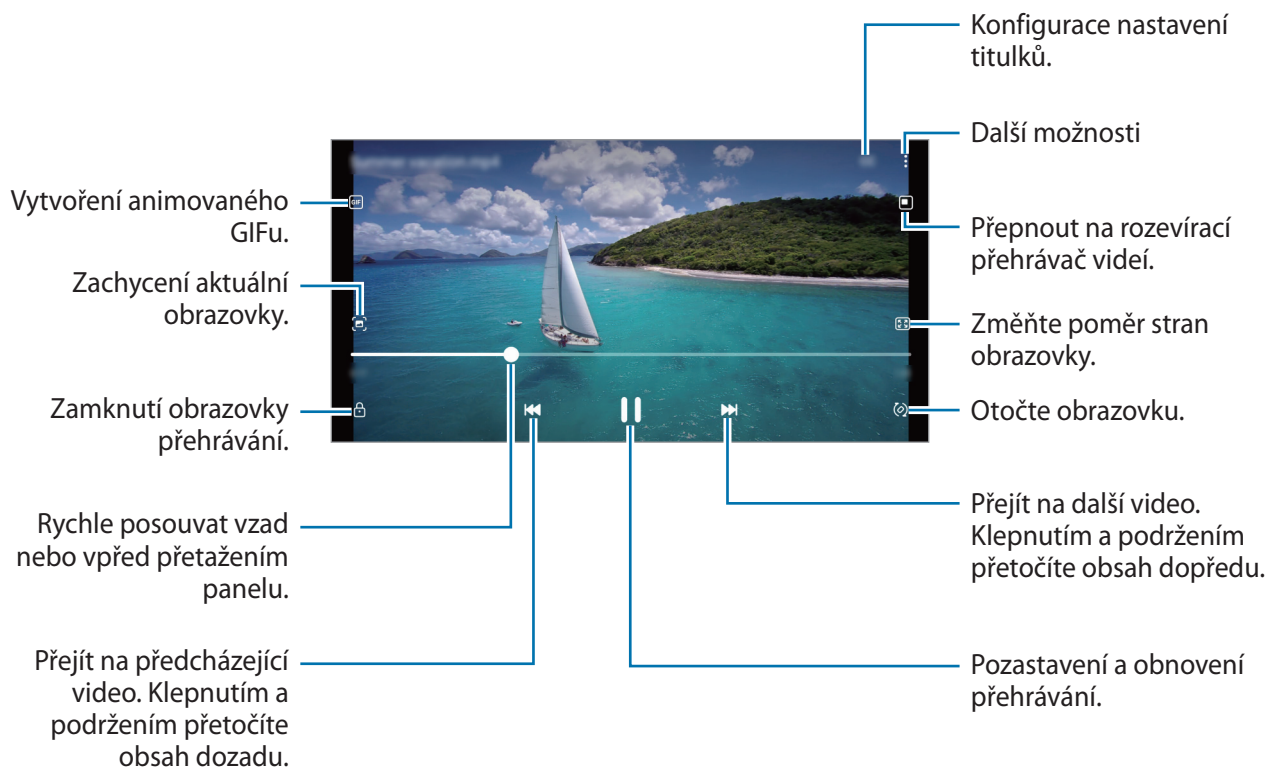 Konfigurace nastavení
titulků.
Další možnosti
Vytvoření animovaného
GIFu.
GIF
Přepnout na rozevírací
přehrávač videí.
Zachycení aktuální
obrazovky.
Změňte poměr stran
obrazovky.
Zamknutí obrazovky
přehrávání.
Otočte obrazovku.
Rychle posouvat vzad
nebo vpřed přetažením
panelu.
Přejít na další video.
Klepnutím a podržením
přetočíte obsah dopředu.
Přejít na předcházející
video. Klepnutím a
podržením přetočíte
obsah dozadu.
Pozastavení a obnovení
přehrávání.